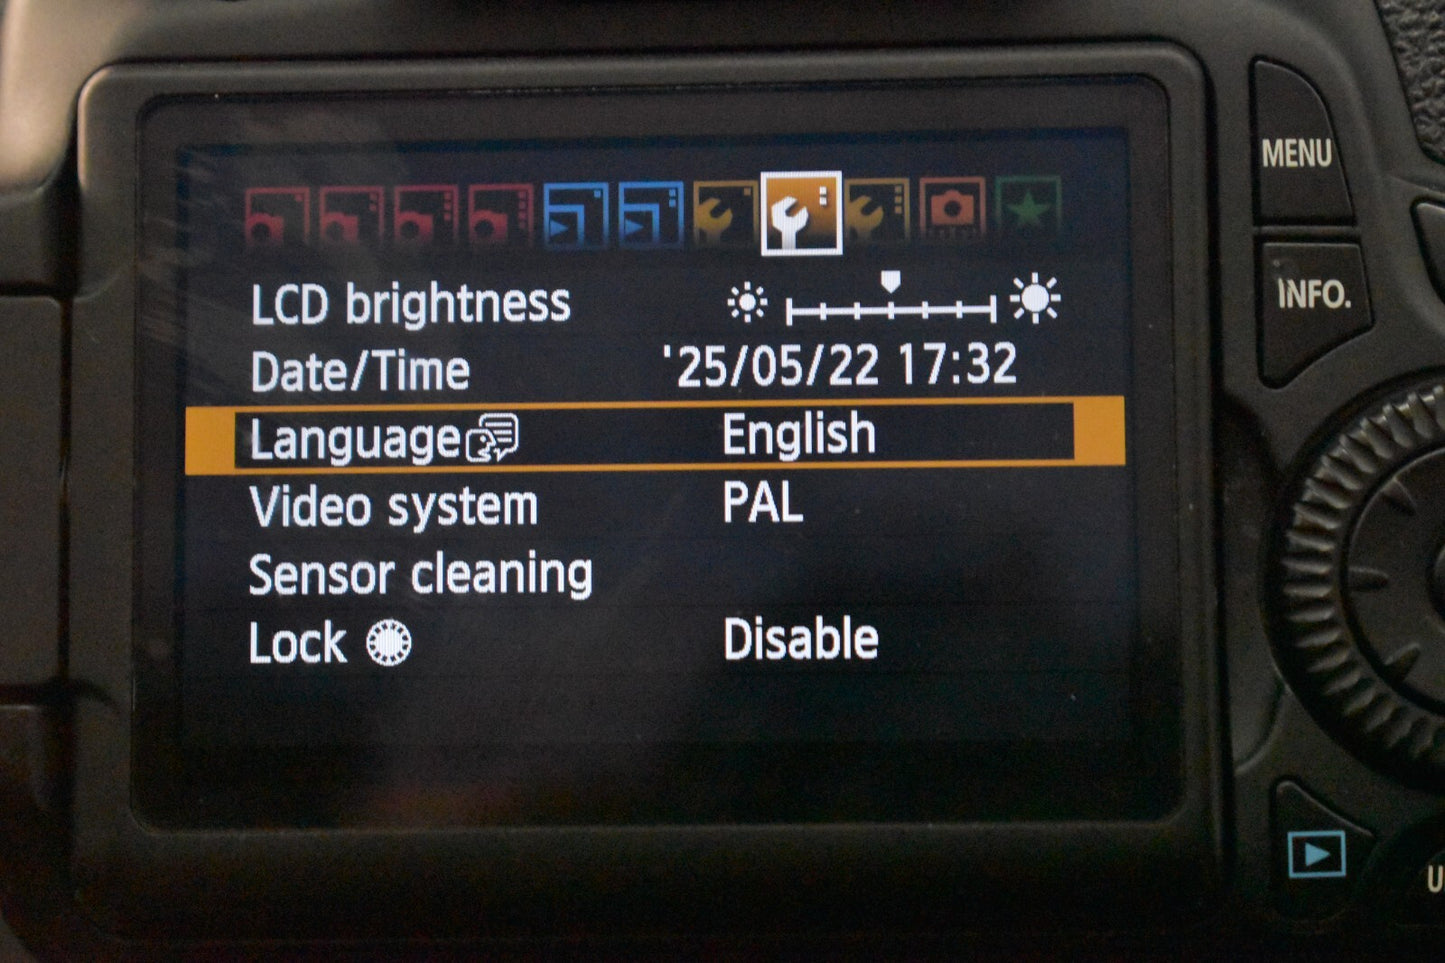 MENU
INFO.
LCD brightness
Date/Time '25/05/22 17:32
Language English
Video system PAL
Sensor cleaning
Lock Disable